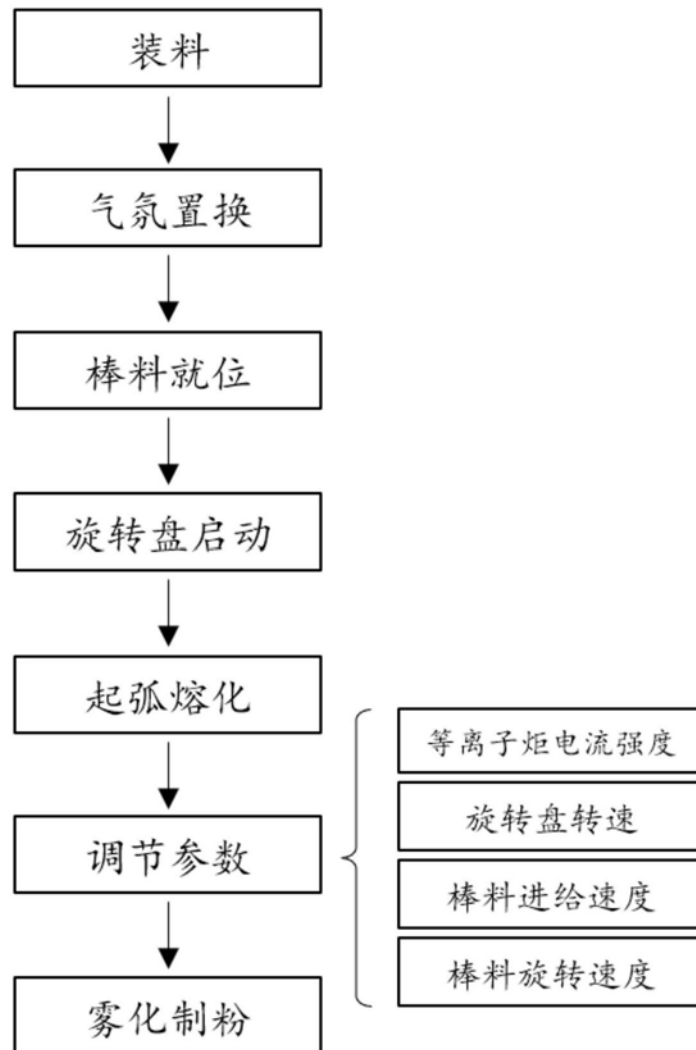 装料
气氛置换
棒料就位
旋转盘启动
起弧熔化
调节参数
雾化制粉
等离子炬电流强度
旋转盘转速
棒料进给速度
棒料旋转速度